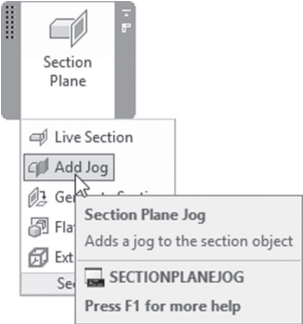 Section
Plane
Live Section
Add Jog
Section Plane Jog
Adds a jog to the section object
SECTIONPLANEJOG
Press F1 for more help